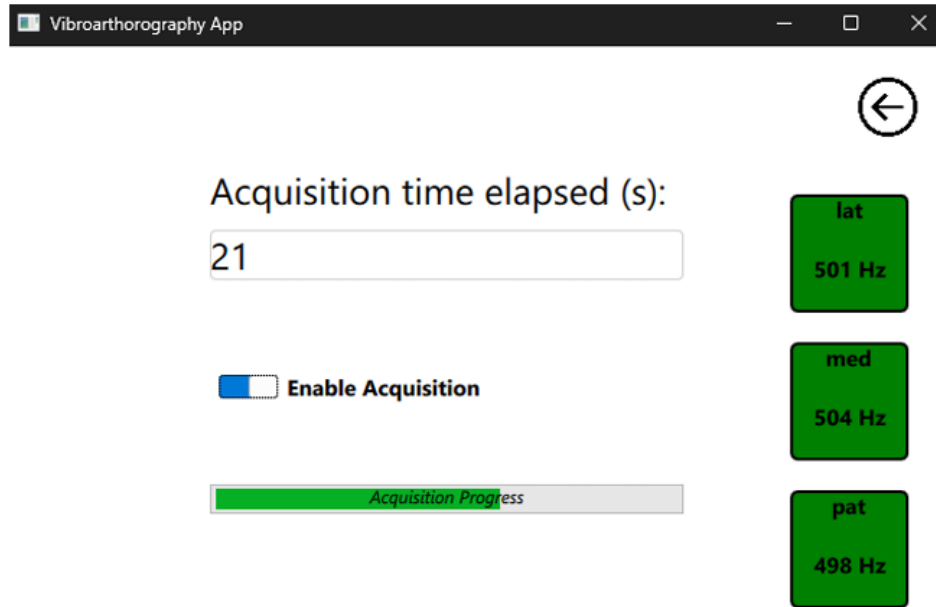 Vibroarthorography App
Acquisition time elapsed (s):
21
Enable Acquisition
Acquisition Progress
lat
501 Hz
med
504 Hz
pat
498 Hz